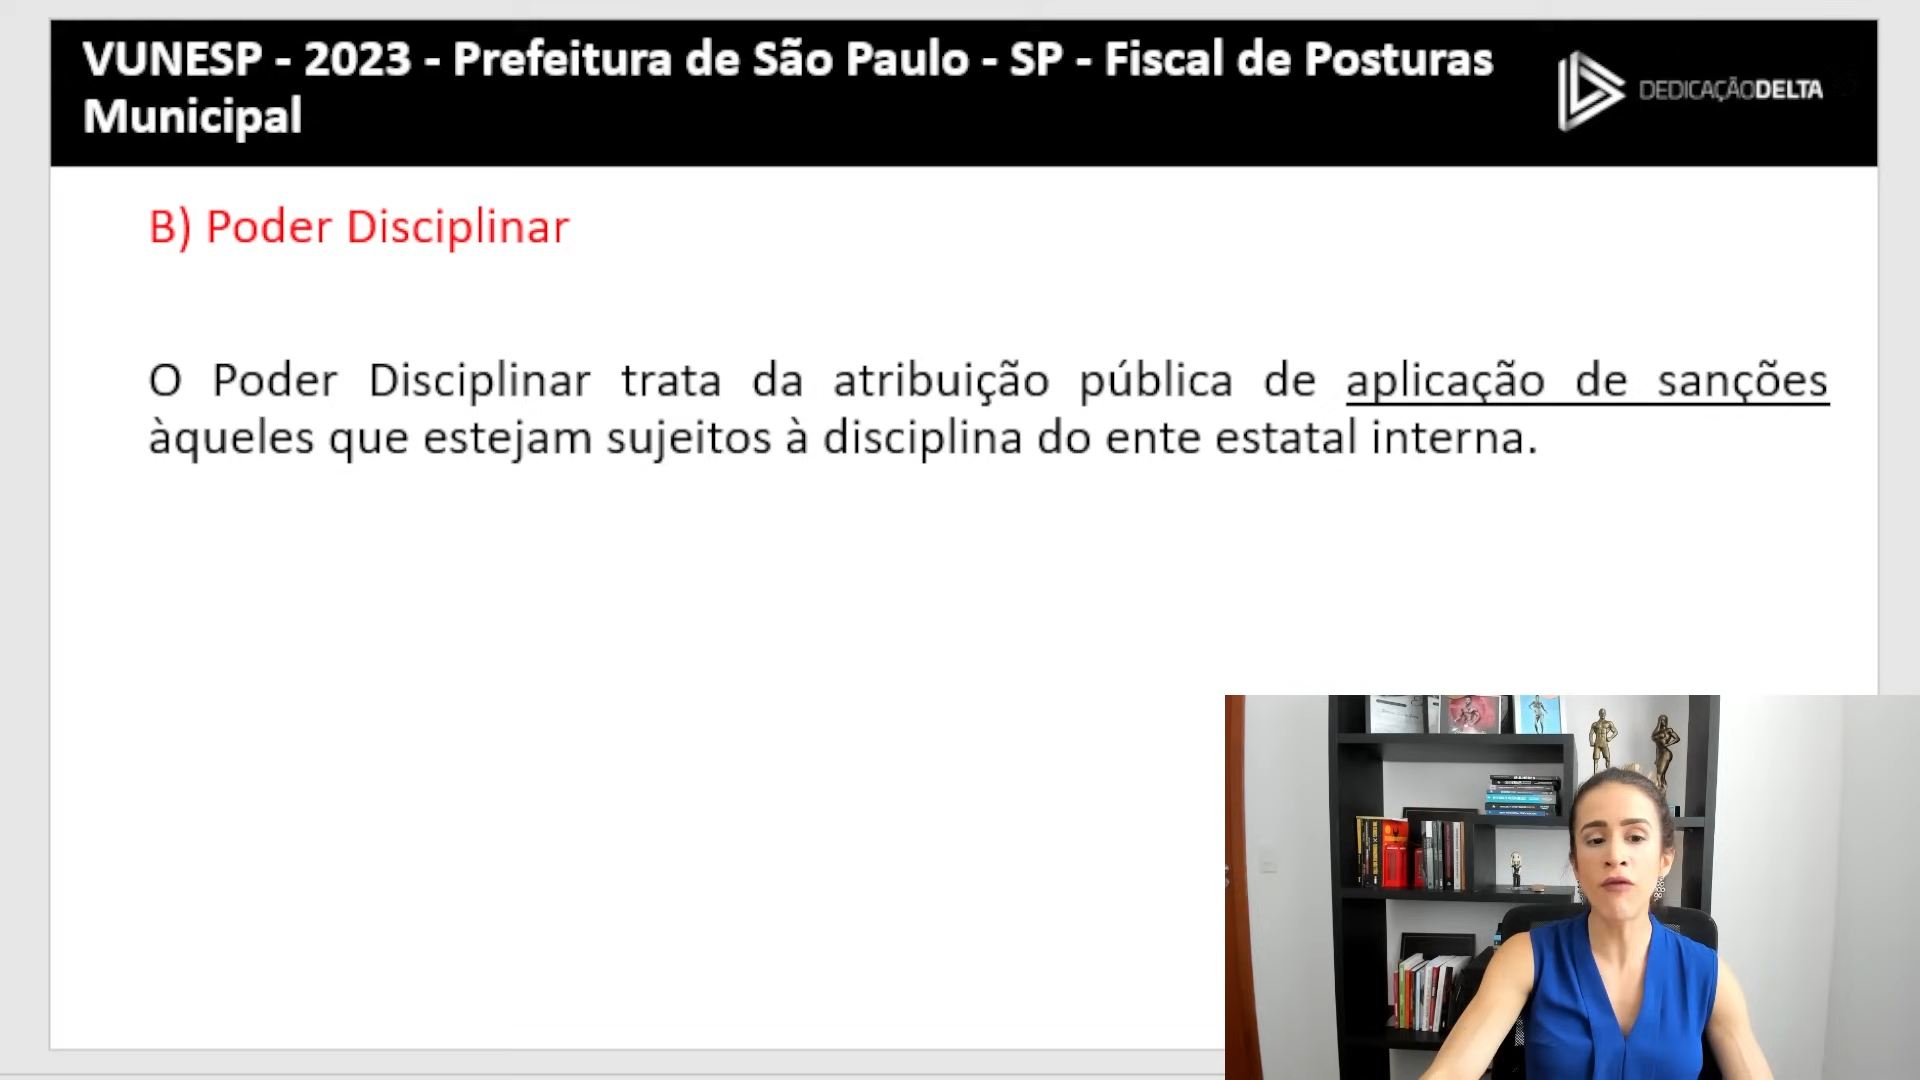 VUNESP - 2023 - Prefeitura de São Paulo - SP - Fiscal de Posturas
Municipal
DEDICAÇÃODELTA
B) Poder Disciplinar
O Poder Disciplinar trata da atribuição pública de aplicação de sanções
àqueles que estejam sujeitos à disciplina do ente estatal interna.